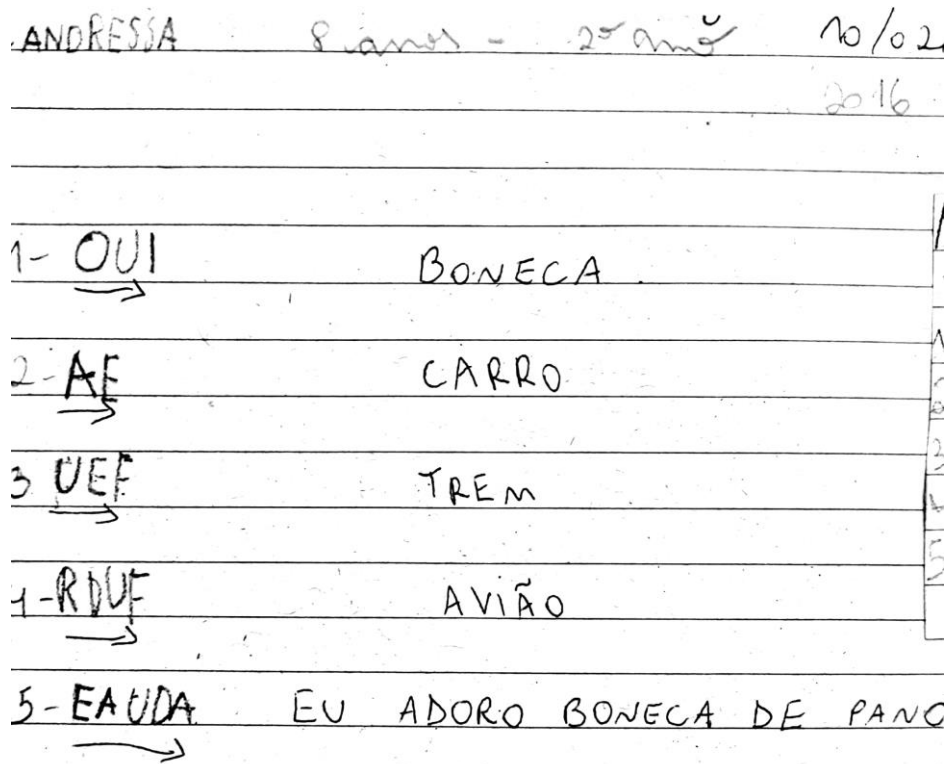 ANDRESSA 8 anos - 2º ano 10/02
2016
1- OUI BONECA.
2- AE CARRO
3 UEF TREM
4- RDUF AVIÃO
5- EAUDA EU ADORO BONECA DE PANO